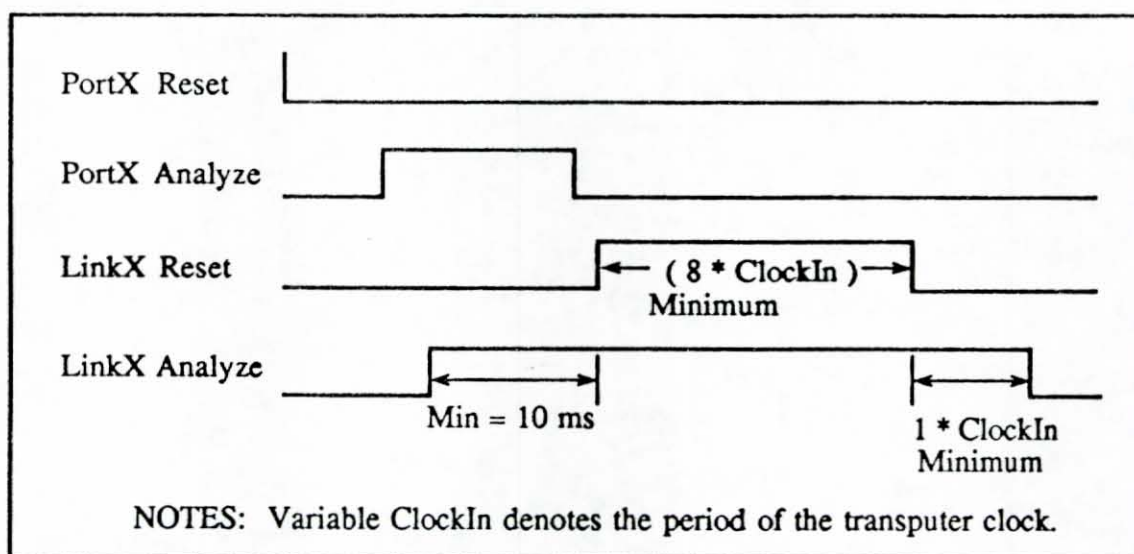 PortX Reset
PortX Analyze
LinkX Reset
( 8 * ClockIn )
Minimum
LinkX Analyze
Min = 10 ms
1 * ClockIn
Minimum
NOTES: Variable ClockIn denotes the period of the transputer clock.